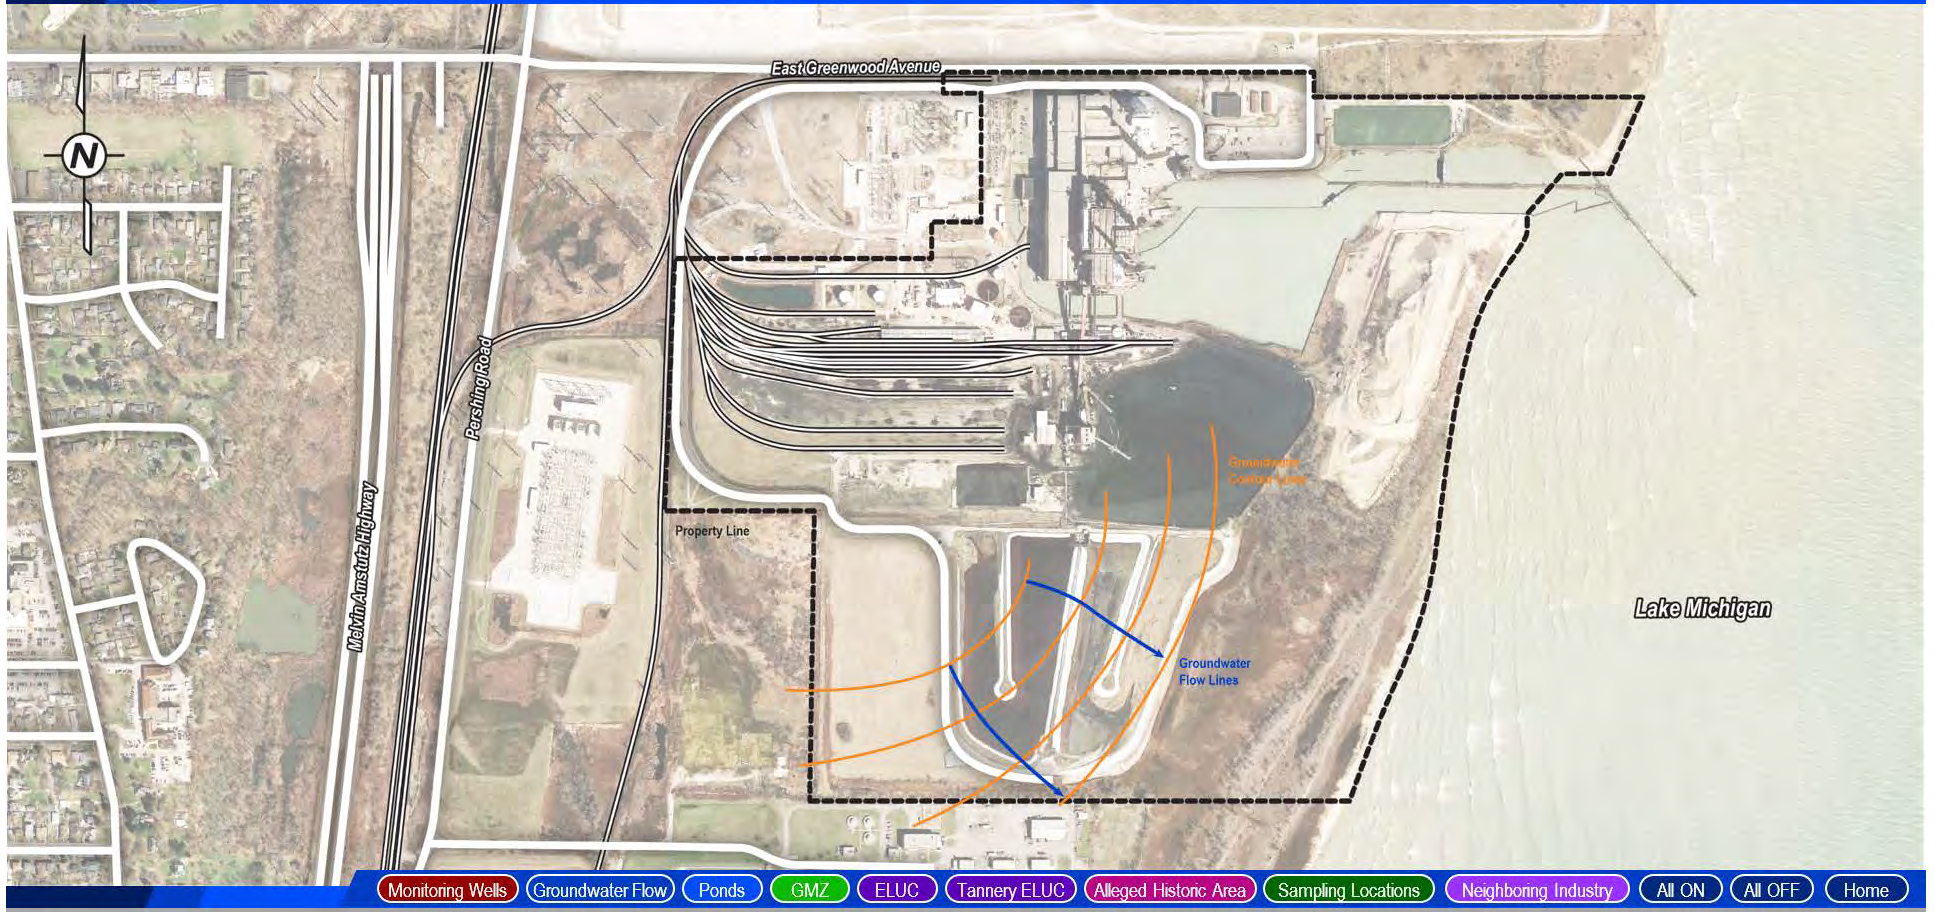 East Greenwood Avenue
N
Pershing Road
Property Line
Groundwater
Contour Lines
Melvin Amstutz Highway
Lake Michigan
Groundwater
Flow Lines
Monitoring Wells
Groundwater Flow
Ponds
GMZ
ELUC
Tannery ELUC
Alleged Historic Area
Sampling Locations
Neighboring Industry
All ON
All OFF
Home